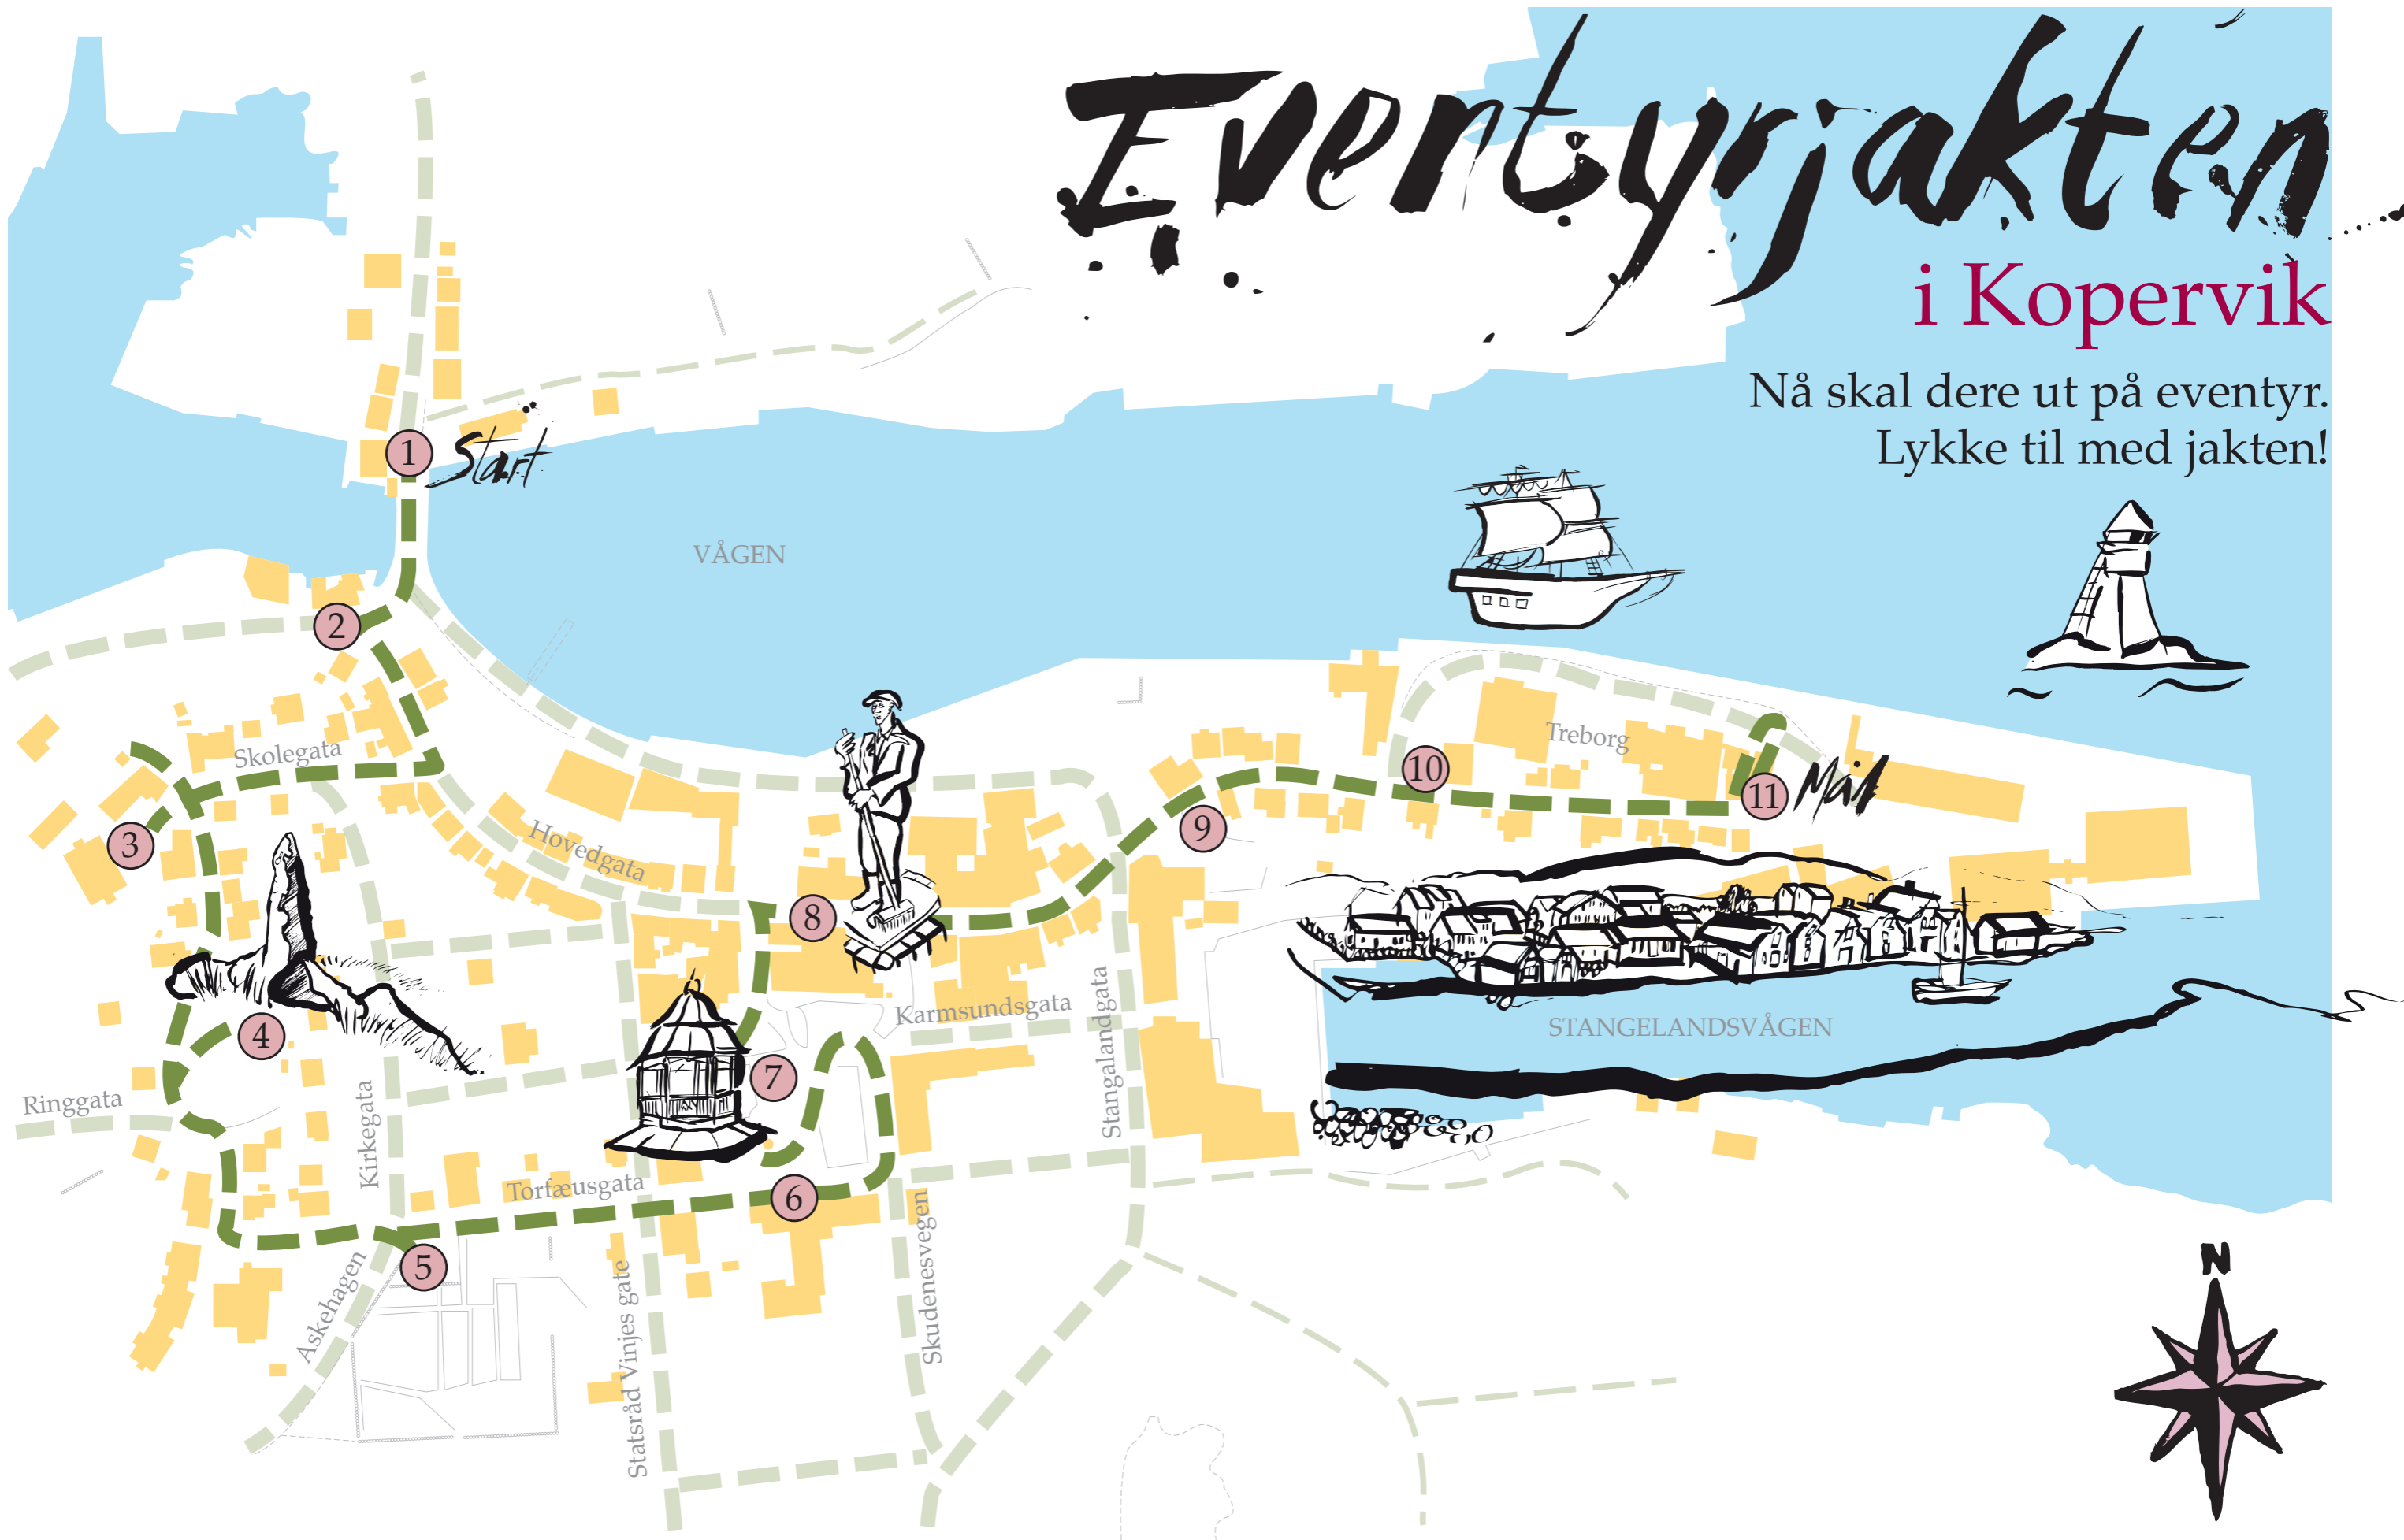 Eventyrjakten
i Kopervik
Nå skal dere ut på eventyr.
Lykke til med jakten!
1
Start
VÅGEN
2
Skolegata
3
Hovedgata
Treborg
10
11
Mål
9
8
4
Karmsundsgata
Stangalandgata
STANGELANDSVÅGEN
7
Ringgata
Kirkegata
Torfæusgata
6
5
Askehagen
Statsråd Vinjes gate
Skudenesvegen
N